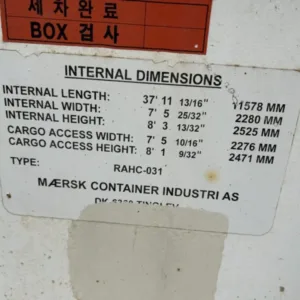 세차완료
BOX 검사
INTERNAL DIMENSIONS
INTERNAL LENGTH: 37' 11 13/16" 11578 MM
INTERNAL WIDTH: 7' 5 25/32" 2280 MM
INTERNAL HEIGHT: 8' 3 13/32" 2525 MM
CARGO ACCESS WIDTH: 7' 5 10/16" 2276 MM
CARGO ACCESS HEIGHT: 8' 1 9/32" 2471 MM
TYPE: RAHC-031
MÆRSK CONTAINER INDUSTRI AS
DK-6360 TINGLEV